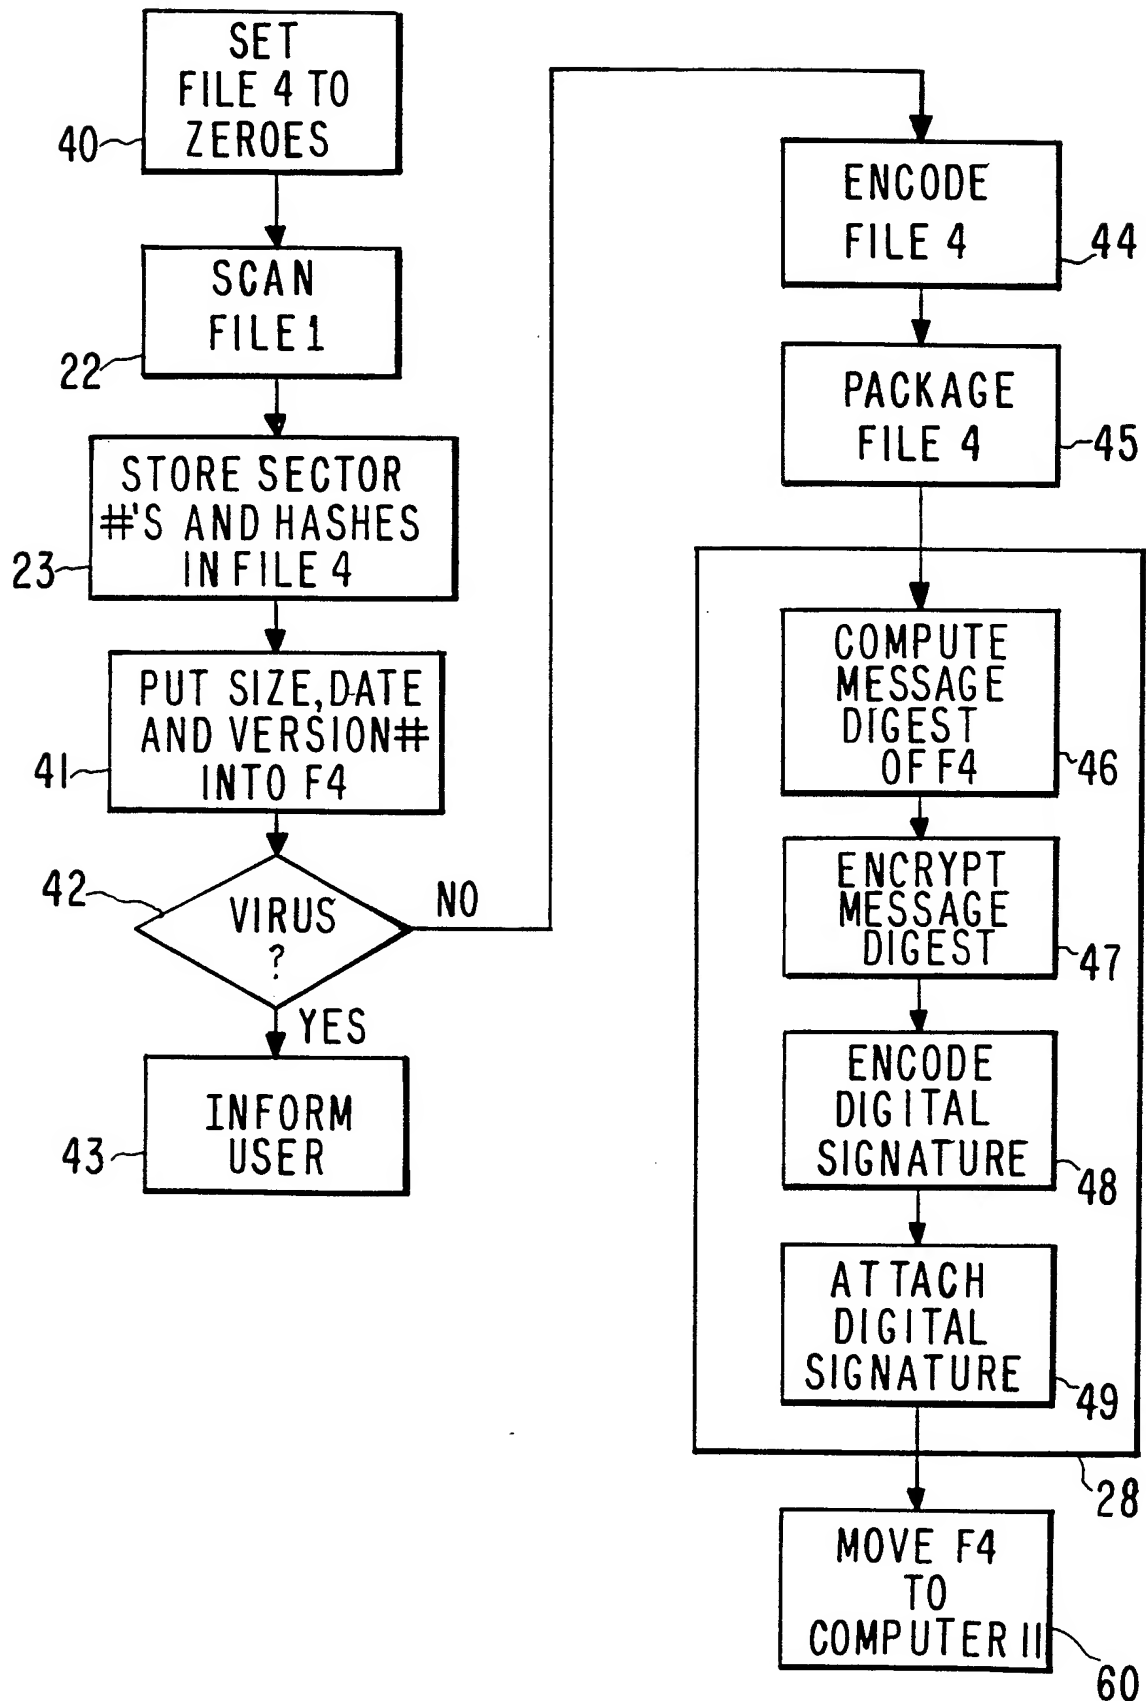 SET
FILE 4 TO
ZEROES
40
SCAN
FILE 1
22
STORE SECTOR
#'S AND HASHES
IN FILE 4
23
PUT SIZE, DATE
AND VERSION#
INTO F4
41
42
VIRUS
?
NO
YES
INFORM
USER
43
ENCODE
FILE 4
44
PACKAGE
FILE 4
45
COMPUTE
MESSAGE
DIGEST
OF F4
46
ENCRYPT
MESSAGE
DIGEST
47
ENCODE
DIGITAL
SIGNATURE
48
ATTACH
DIGITAL
SIGNATURE
49
28
MOVE F4
TO
COMPUTER 11
60